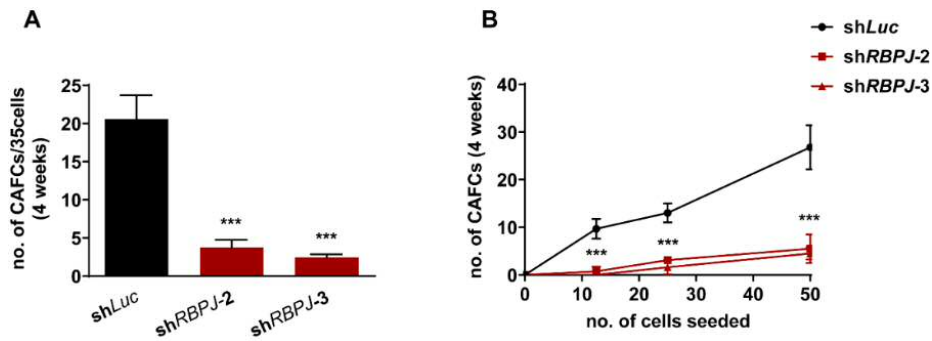 A
no. of CAFCs/35cells
(4 weeks)
25
20
15
10
5
0
***
***
shLuc
shRBPJ-2
shRBPJ-3
B
shLuc
shRBPJ-2
shRBPJ-3
no. of CAFCs (4 weeks)
40
30
20
10
0
***
***
***
0
10
20
30
40
50
no. of cells seeded